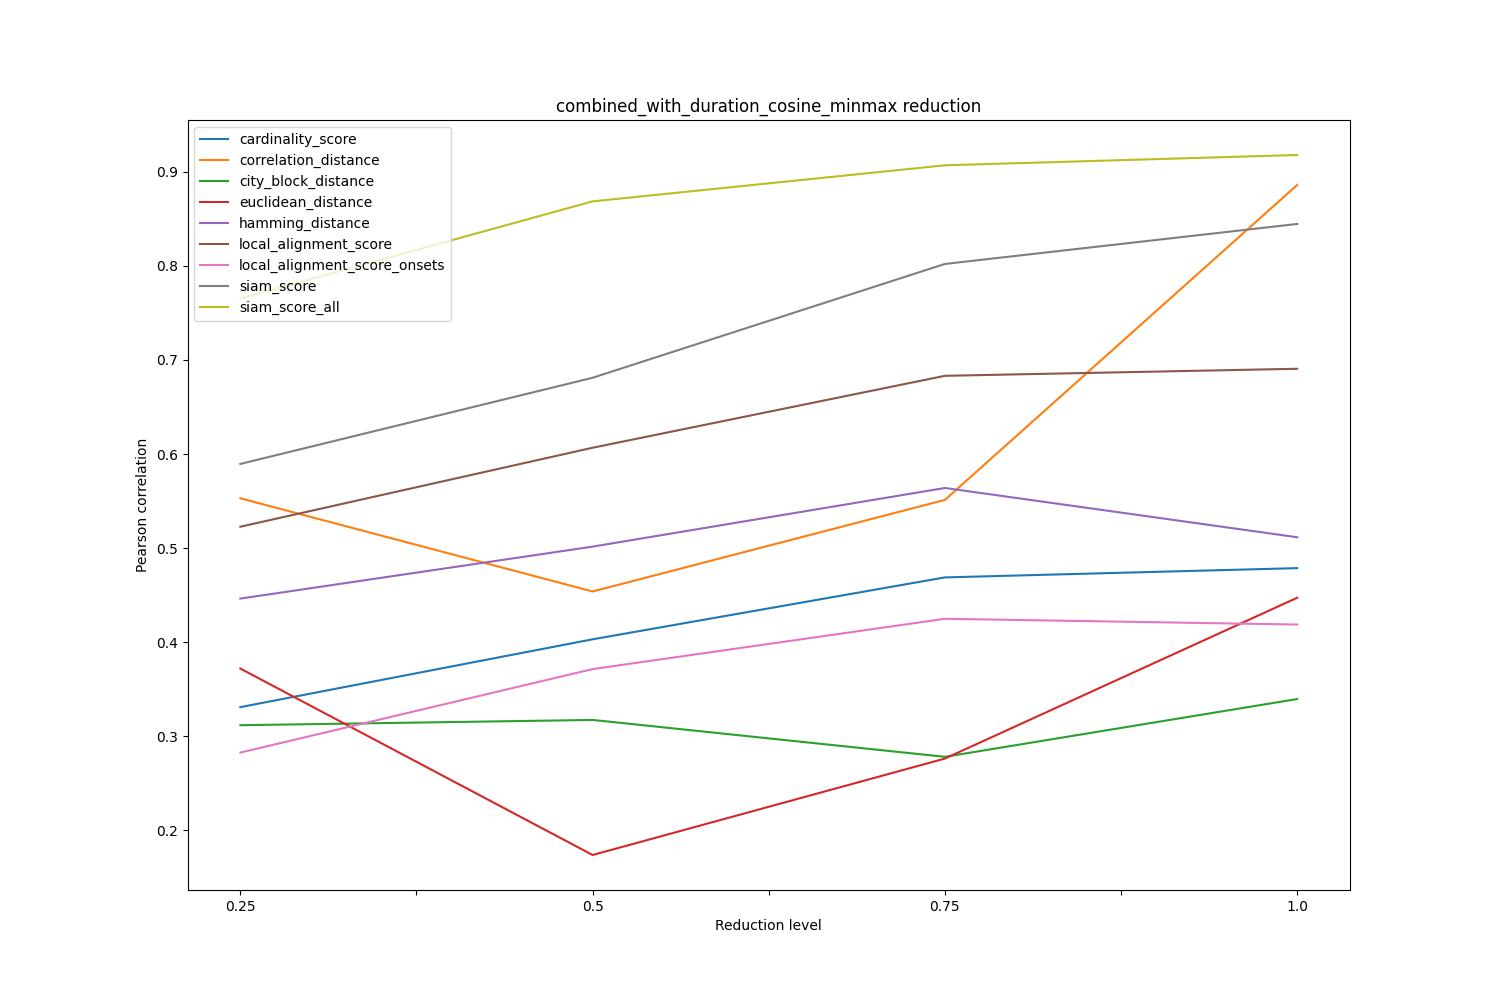 combined_with_duration_cosine_minmax reduction
cardinality_score
correlation_distance
city_block_distance
euclidean_distance
hamming_distance
local_alignment_score
local_alignment_score_onsets
siam_score
siam_score_all
0.9
0.8
0.7
0.6
0.5
0.4
0.3
0.2
Pearson correlation
0.25 0.5 0.75 1.0
Reduction level